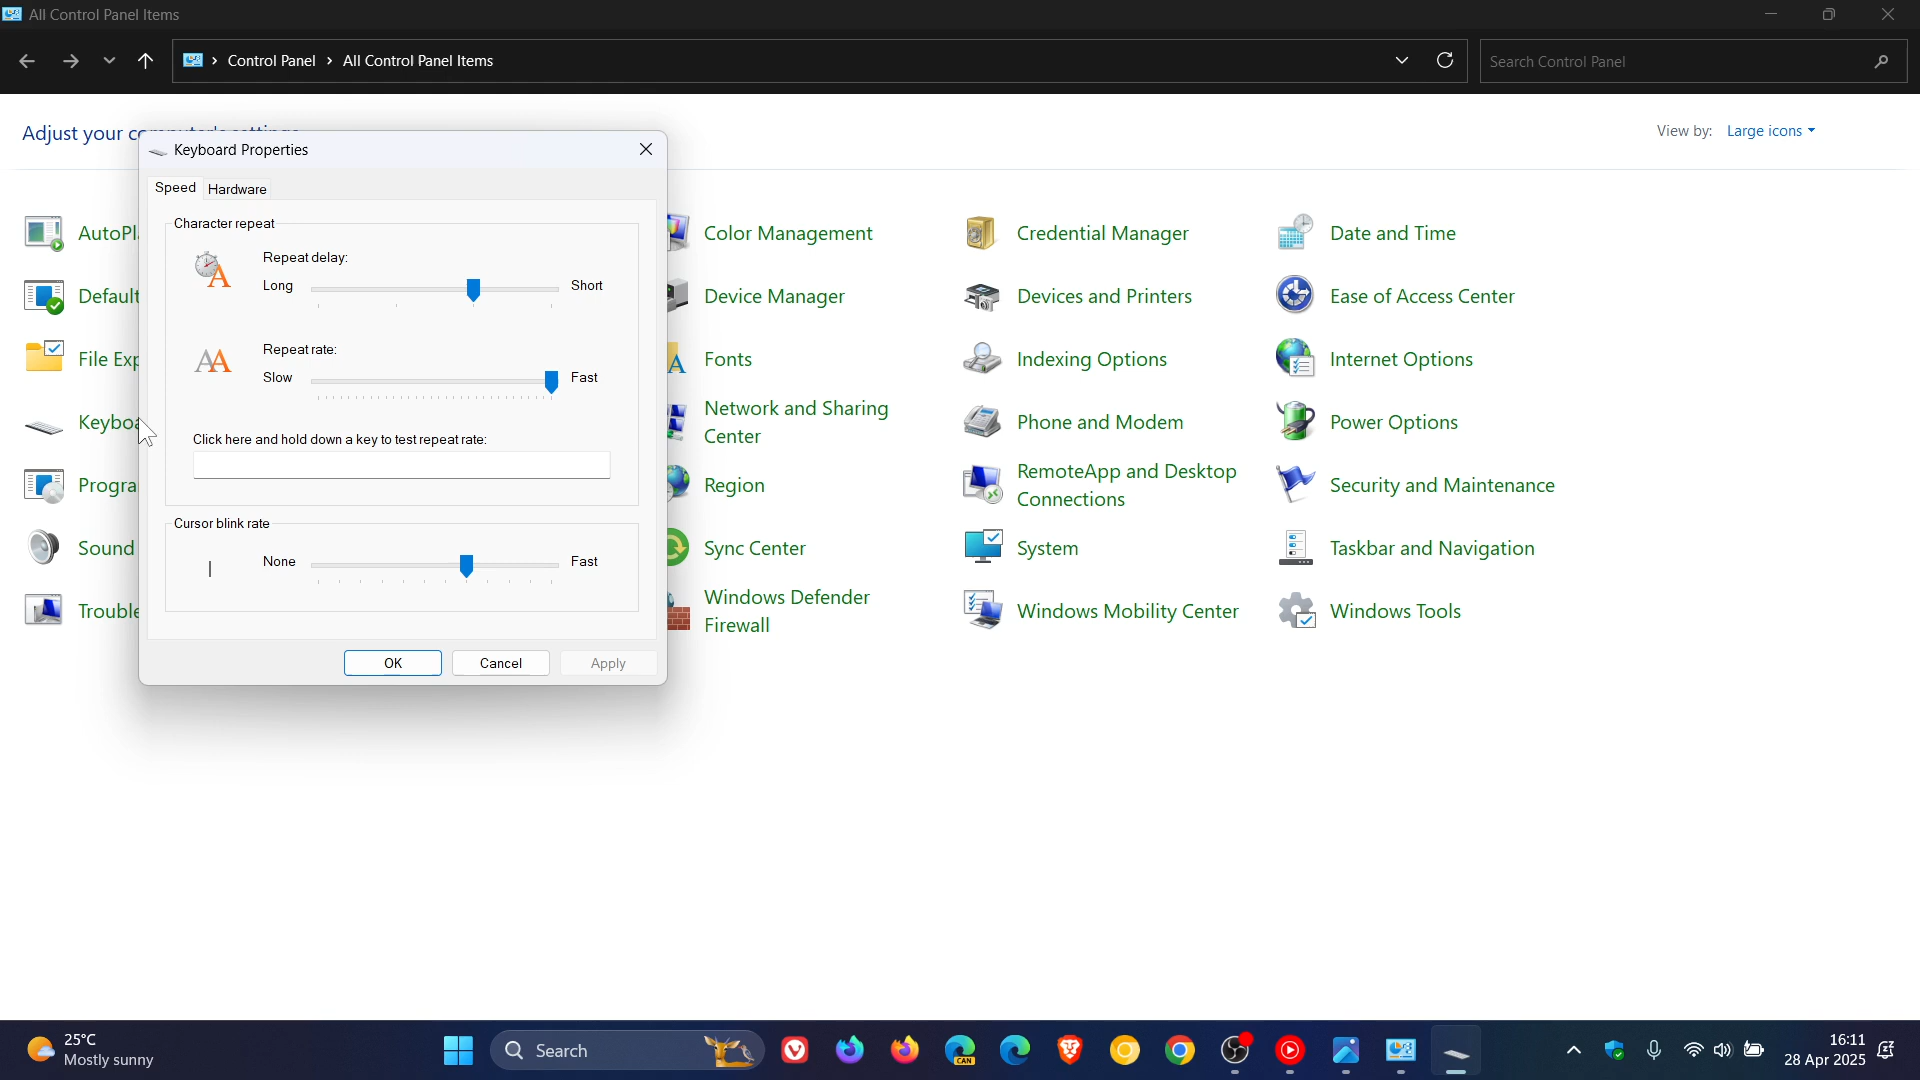 All Control Panel Items
Control Panel > All Control Panel Items
Search Control Panel
Adjust your
View by: Large icons
Keyboard Properties
Speed
Hardware
Character repeat
Repeat delay:
Long
Short
Repeat rate:
Slow
Fast
Click here and hold down a key to test repeat rate:
Cursor blink rate
None
Fast
OK
Cancel
Apply
AutoPl
Default
File Exp
Keyboa
Progra
Sound
Trouble
Color Management
Device Manager
Fonts
Network and Sharing
Center
Region
Sync Center
Windows Defender
Firewall
Credential Manager
Devices and Printers
Indexing Options
Phone and Modem
RemoteApp and Desktop
Connections
System
Windows Mobility Center
Date and Time
Ease of Access Center
Internet Options
Power Options
Security and Maintenance
Taskbar and Navigation
Windows Tools
25°C
Mostly sunny
Search
CAN
16:11
28 Apr 2025